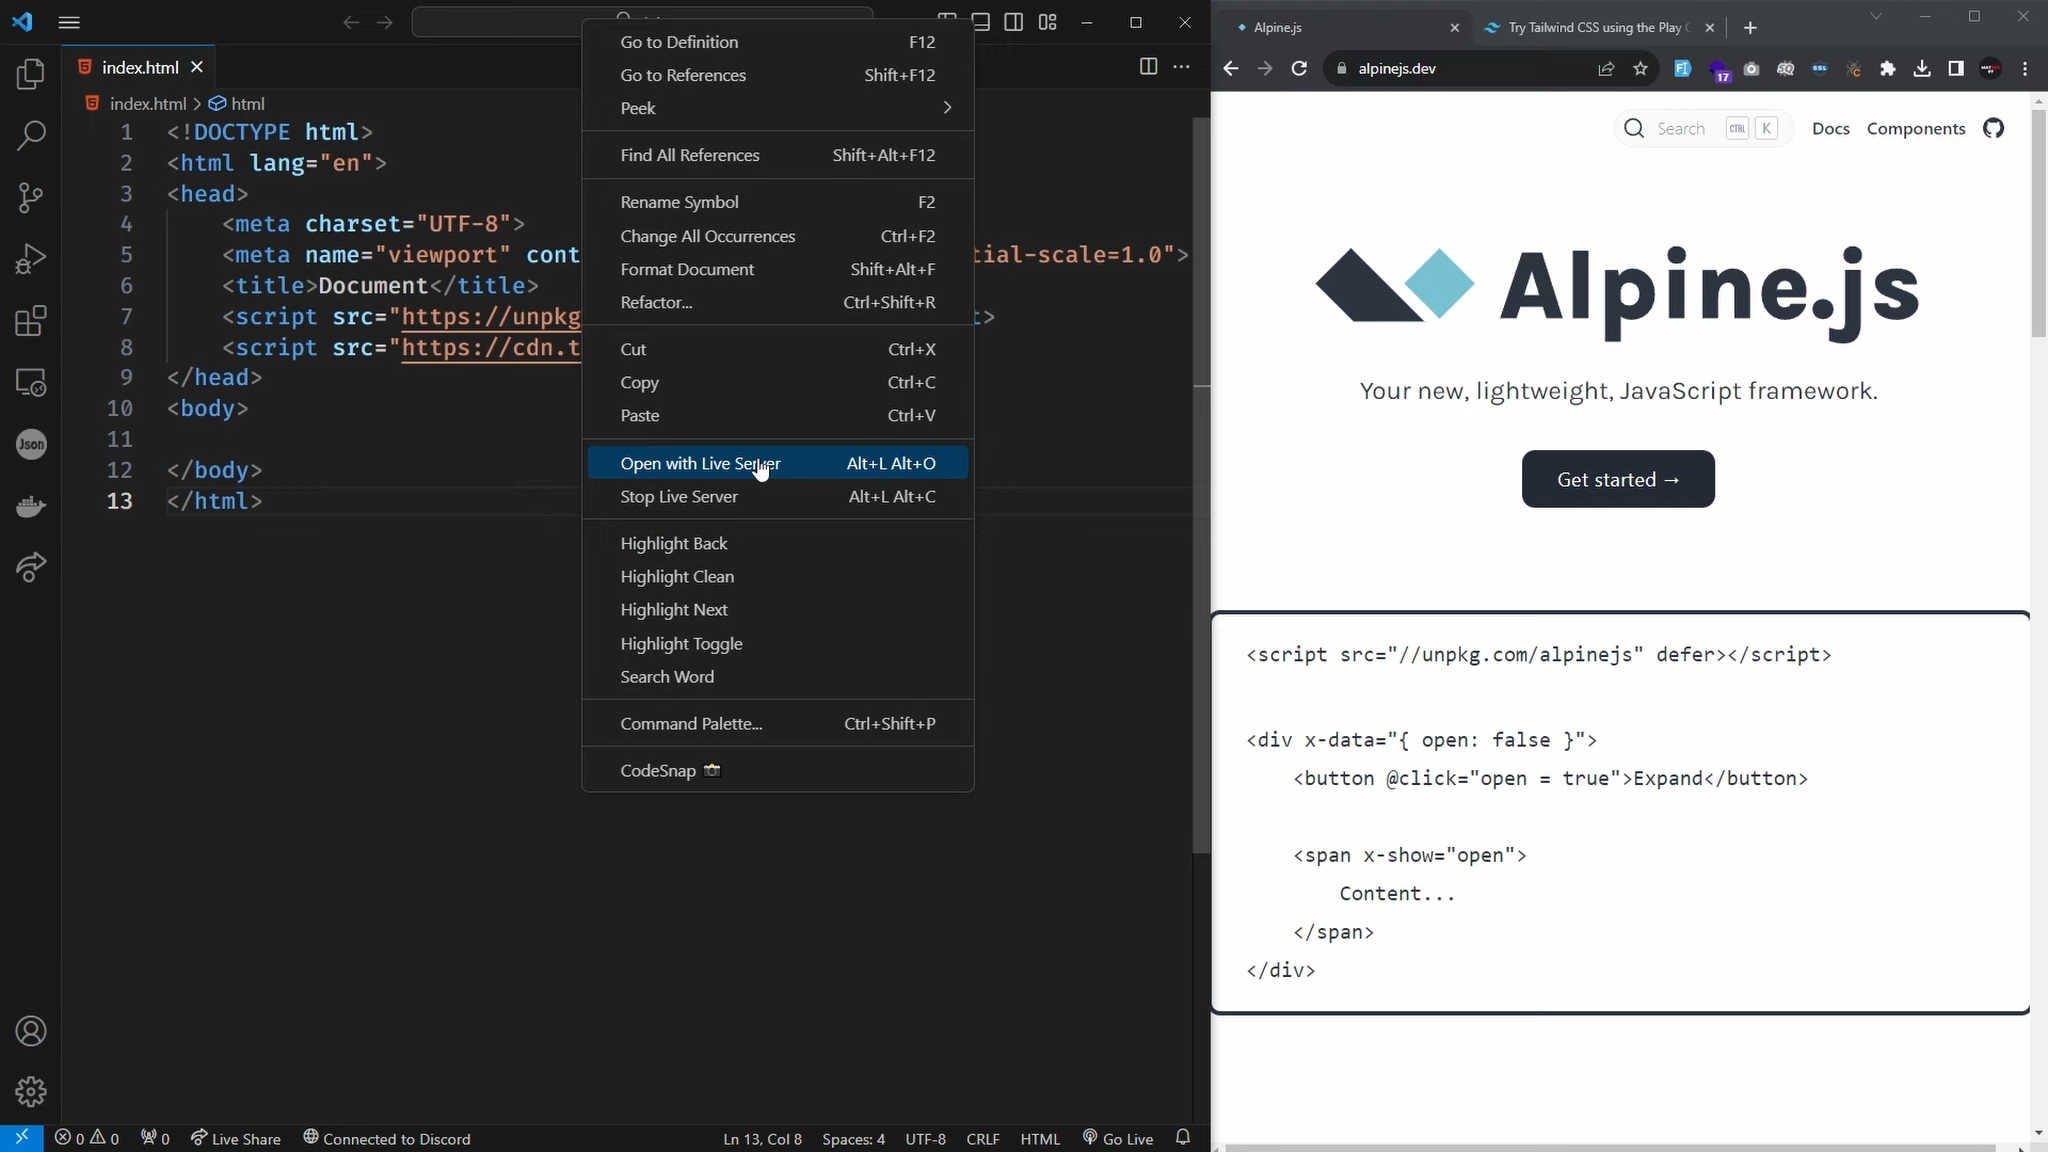 index.html
index.html > html
1 <!DOCTYPE html>
2 <html lang="en">
3 <head>
4 <meta charset="UTF-8">
5 <meta name="viewport" cont tial-scale=1.0">
6 <title>Document</title>
7 <script src="https://unpkg t>
8 <script src="https://cdn.t
9 </head>
10 <body>
11
12 </body>
13 </html>
Json
Go to Definition F12
Go to References Shift+F12
Peek
Find All References Shift+Alt+F12
Rename Symbol F2
Change All Occurrences Ctrl+F2
Format Document Shift+Alt+F
Refactor... Ctrl+Shift+R
Cut Ctrl+X
Copy Ctrl+C
Paste Ctrl+V
Open with Live Server Alt+L Alt+O
Stop Live Server Alt+L Alt+C
Highlight Back
Highlight Clean
Highlight Next
Highlight Toggle
Search Word
Command Palette... Ctrl+Shift+P
CodeSnap
0 0 0 Live Share Connected to Discord Ln 13, Col 8 Spaces: 4 UTF-8 CRLF HTML Go Live
Alpine.js
Try Tailwind CSS using the Play C
alpinejs.dev
17
SSL
Search CTRL K Docs Components
Alpine.js
Your new, lightweight, JavaScript framework.
Get started →
<script src="//unpkg.com/alpinejs" defer></script>
<div x-data="{ open: false }">
<button @click="open = true">Expand</button>
<span x-show="open">
Content...
</span>
</div>